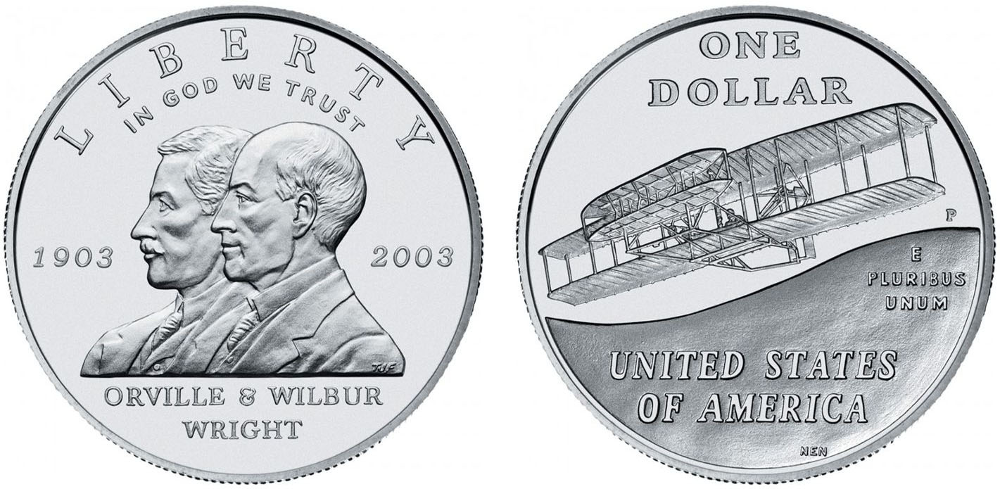 LIBERTY
IN GOD WE TRUST
1903 2003
TJF
ORVILLE & WILBUR
WRIGHT
ONE
DOLLAR
P
E
PLURIBUS
UNUM
UNITED STATES
OF AMERICA
NEN